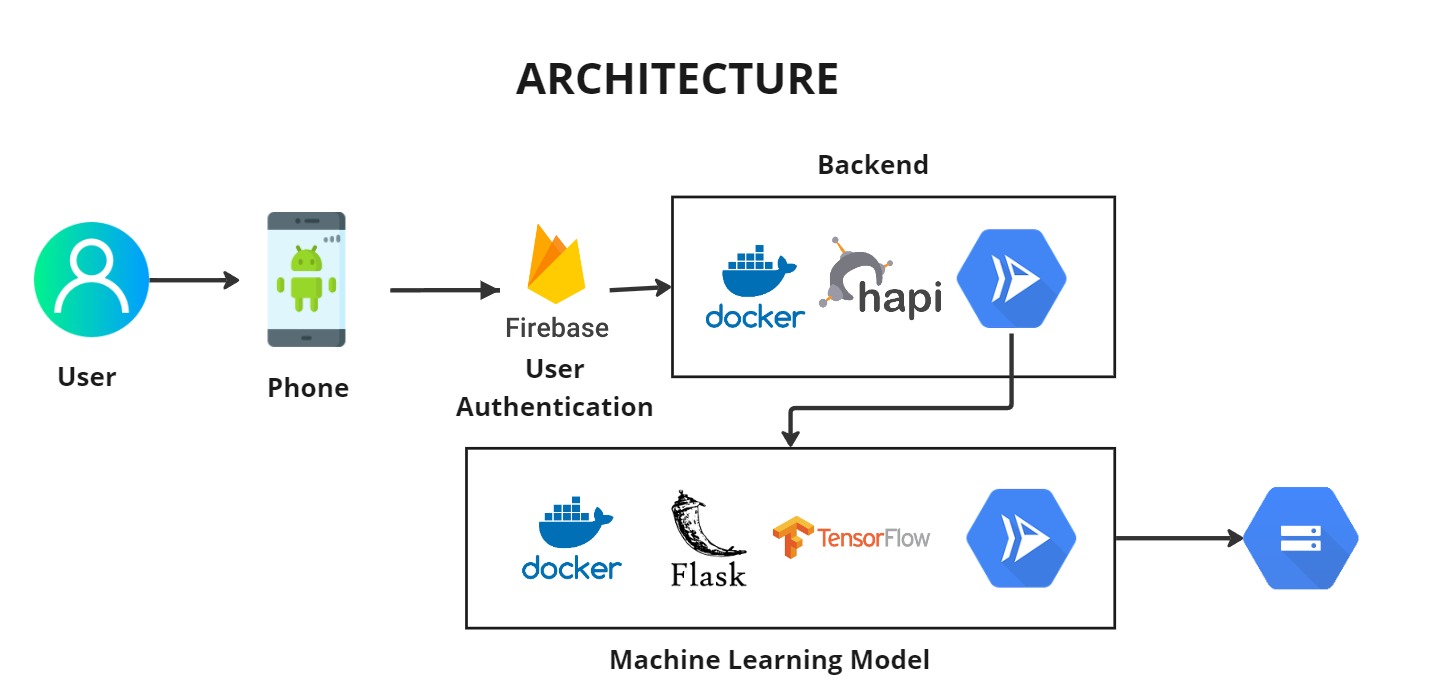 ARCHITECTURE
Backend
docker
hapi
Firebase
User
Authentication
User
Phone
docker
Flask
TensorFlow
Machine Learning Model